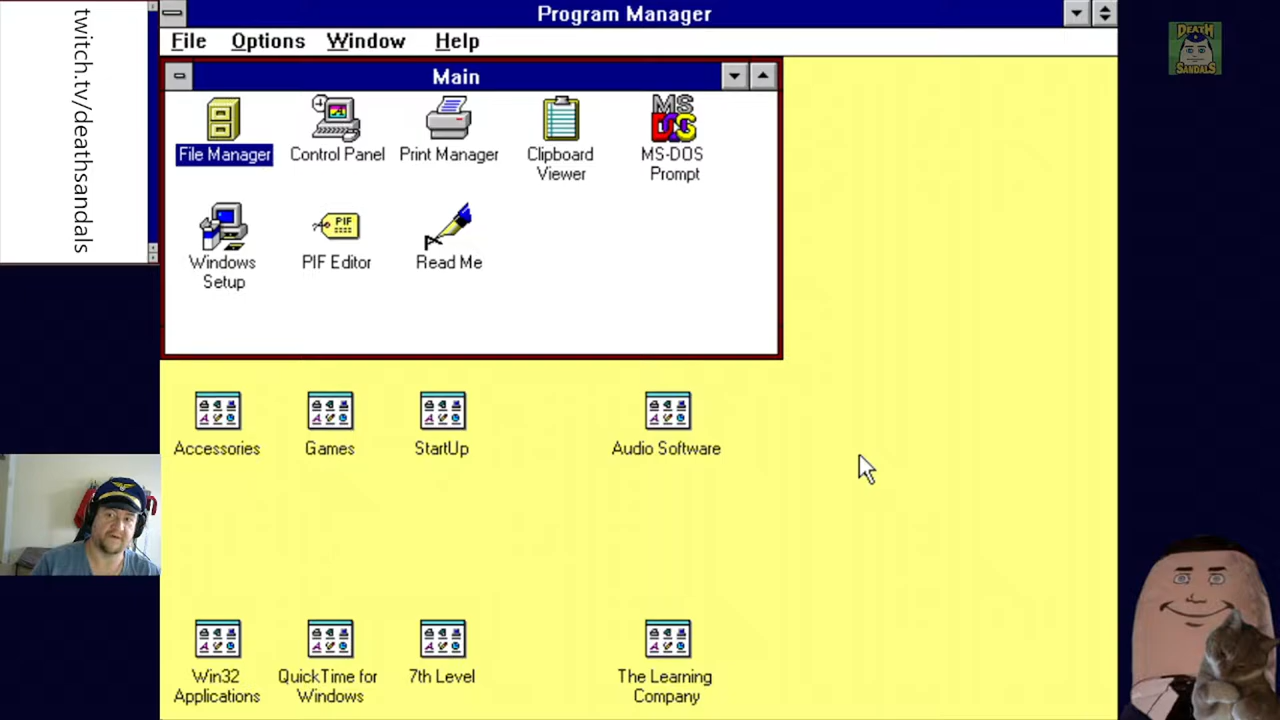 twitch.tv/deathsandals
Program Manager
File Options Window Help
Main
File Manager
Control Panel
Print Manager
Clipboard
Viewer
MS-DOS
Prompt
MS
DOS
Windows
Setup
PIF
PIF Editor
Read Me
Accessories
Games
StartUp
Audio Software
Win32
Applications
QuickTime for
Windows
7th Level
The Learning
Company
DEATH
SANDALS